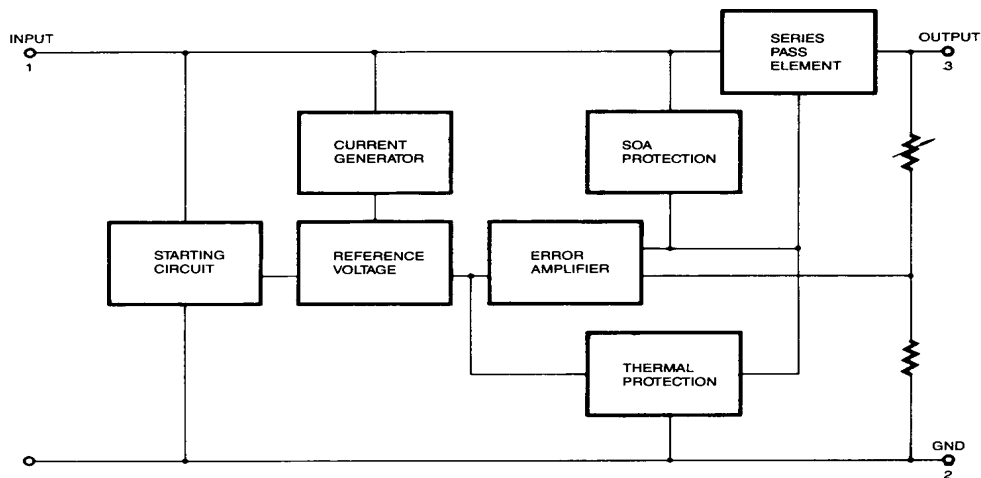 INPUT
1
SERIES
PASS
ELEMENT
OUTPUT
3
CURRENT
GENERATOR
SOA
PROTECTION
STARTING
CIRCUIT
REFERENCE
VOLTAGE
ERROR
AMPLIFIER
THERMAL
PROTECTION
GND
2